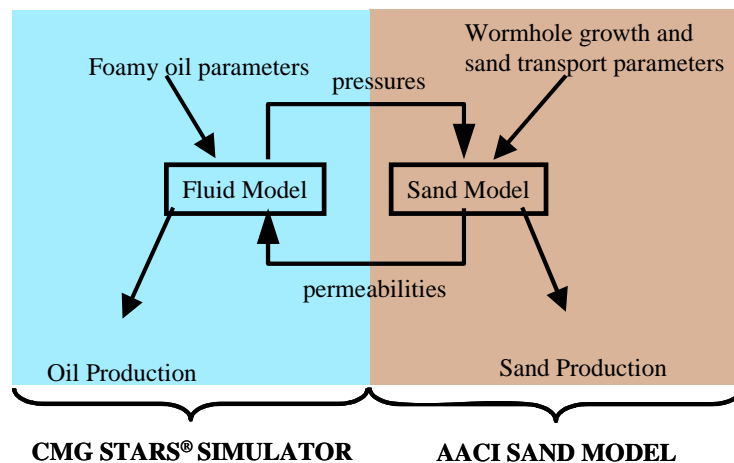 Wormhole growth and
sand transport parameters
Foamy oil parameters
pressures
Fluid Model
Sand Model
permeabilities
Oil Production
Sand Production
CMG STARS® SIMULATOR
AACI SAND MODEL